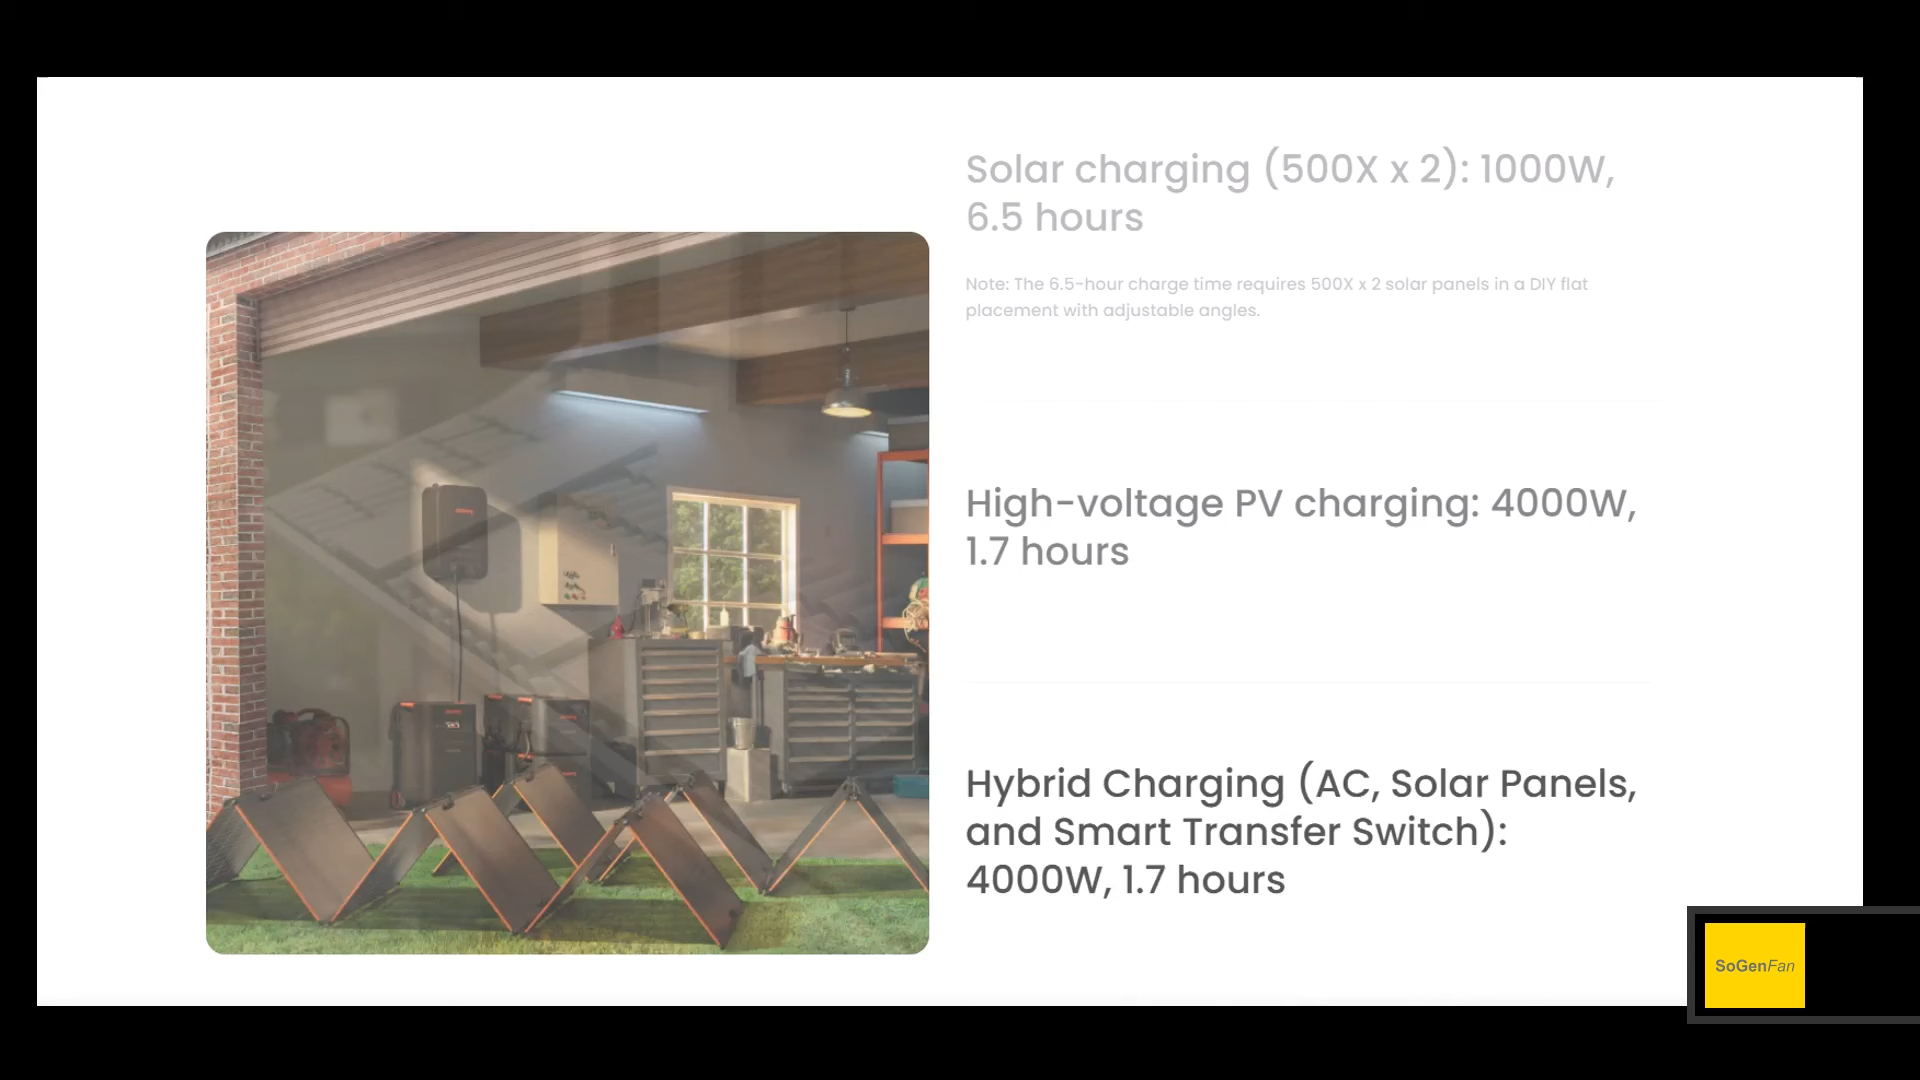 Solar charging (500X x 2): 1000W,
6.5 hours
Note: The 6.5-hour charge time requires 500X x 2 solar panels in a DIY flat
placement with adjustable angles.
High-voltage PV charging: 4000W,
1.7 hours
Hybrid Charging (AC, Solar Panels,
and Smart Transfer Switch):
4000W, 1.7 hours
SoGenFan